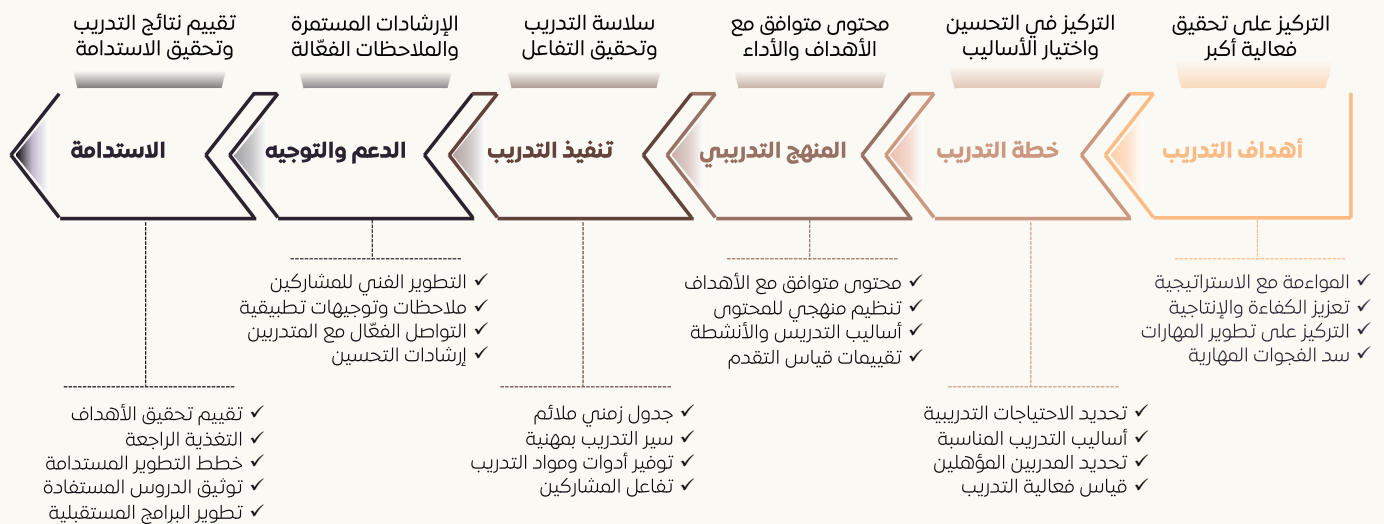 التركيز على تحقيق
فعالية أكبر
أهداف التدريب
المواءمة مع الاستراتيجية
تعزيز الكفاءة والإنتاجية
التركيز على تطوير المهارات
سد الفجوات المهارية
التركيز في التحسين
واختيار الأساليب
خطة التدريب
تحديد الاحتياجات التدريبية
أساليب التدريب المناسبة
تحديد المدربين المؤهلين
قياس فعالية التدريب
محتوى متوافق مع
الأهداف والأداء
المنهج التدريبي
محتوى متوافق مع الأهداف
تنظيم منهجي للمحتوى
أساليب التدريس والأنشطة
تقييمات قياس التقدم
سلاسة التدريب
وتحقيق التفاعل
تنفيذ التدريب
جدول زمني ملائم
سير التدريب بمهنية
توفير أدوات ومواد التدريب
تفاعل المشاركين
الإرشادات المستمرة
والملاحظات الفعّالة
الدعم والتوجيه
التطوير الفني للمشاركين
ملاحظات وتوجيهات تطبيقية
التواصل الفعّال مع المتدربين
إرشادات التحسين
تقييم نتائج التدريب
وتحقيق الاستدامة
الاستدامة
تقييم تحقيق الأهداف
التغذية الراجعة
خطط التطوير المستدامة
توثيق الدروس المستفادة
تطوير البرامج المستقبلية